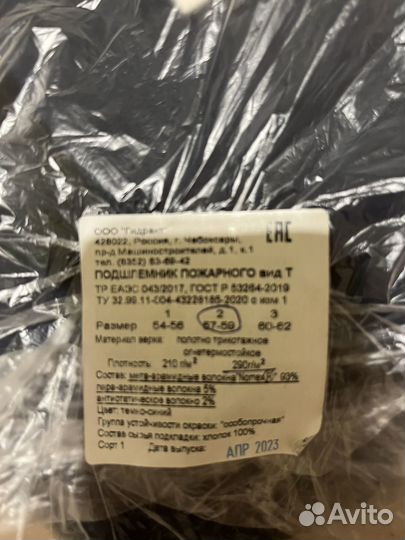 ООО "Гидрант"
428022, Россия, г. Чебоксары,
пр-д Машиностроителей, д.1, к.1
тел. (8352) 63-69-42
EAC
ПОДШЛЕМНИК ПОЖАРНОГО вид Т
ТР ЕАЭС 043/2017, ГОСТ Р 53264-2019
ТУ 32.99.11-004-43228185-2020 с изм 1
1 2 3
Размер 54-56 57-59 60-62
Материал верха: полотно трикотажное
огнетермостойкое
Плотность 210 г/м² 290г/м²
Состав: мета-арамидные волокна Nomex® 93%
пара-арамидные волокна 5%
антистатическое волокно 2%
Цвет: темно-синий
Группа устойчивости окраски: "особопрочная"
Состав сырья подкладки: хлопок 100%
Сорт 1 Дата выпуска: АПР 2023
Avito